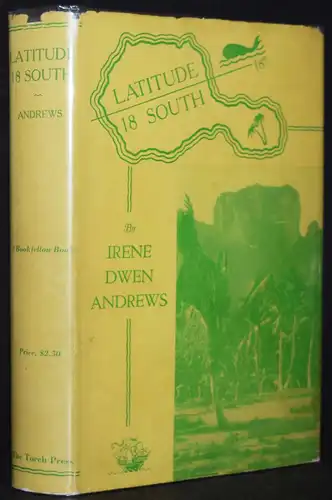 LATITUDE
18 SOUTH
ANDREWS
A Bookfellow Book
Price, $2.50
The Torch Press
LATITUDE
18 SOUTH
18°
By
IRENE
DWEN
ANDREWS